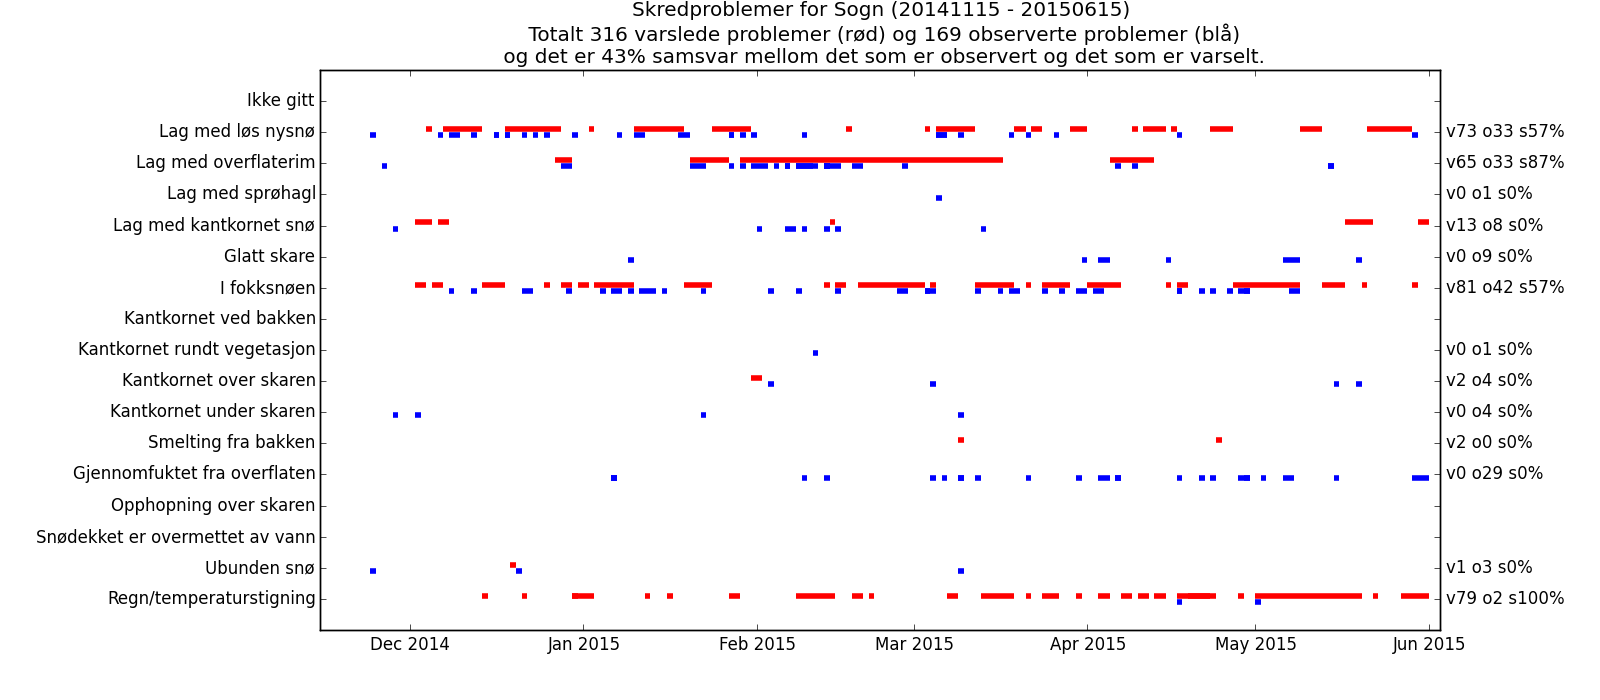 Skredproblemer for Sogn (20141115 - 20150615)
Totalt 316 varslede problemer (rød) og 169 observerte problemer (blå)
og det er 43% samsvar mellom det som er observert og det som er varselt.
Ikke gitt
Lag med løs nysnø v73 o33 s57%
Lag med overflaterim v65 o33 s87%
Lag med sprøhagl v0 o1 s0%
Lag med kantkornet snø v13 o8 s0%
Glatt skare v0 o9 s0%
I fokksnøen v81 o42 s57%
Kantkornet ved bakken
Kantkornet rundt vegetasjon v0 o1 s0%
Kantkornet over skaren v2 o4 s0%
Kantkornet under skaren v0 o4 s0%
Smelting fra bakken v2 o0 s0%
Gjennomfuktet fra overflaten v0 o29 s0%
Opphopning over skaren
Snødekket er overmettet av vann
Ubunden snø v1 o3 s0%
Regn/temperaturstigning v79 o2 s100%
Dec 2014 Jan 2015 Feb 2015 Mar 2015 Apr 2015 May 2015 Jun 2015